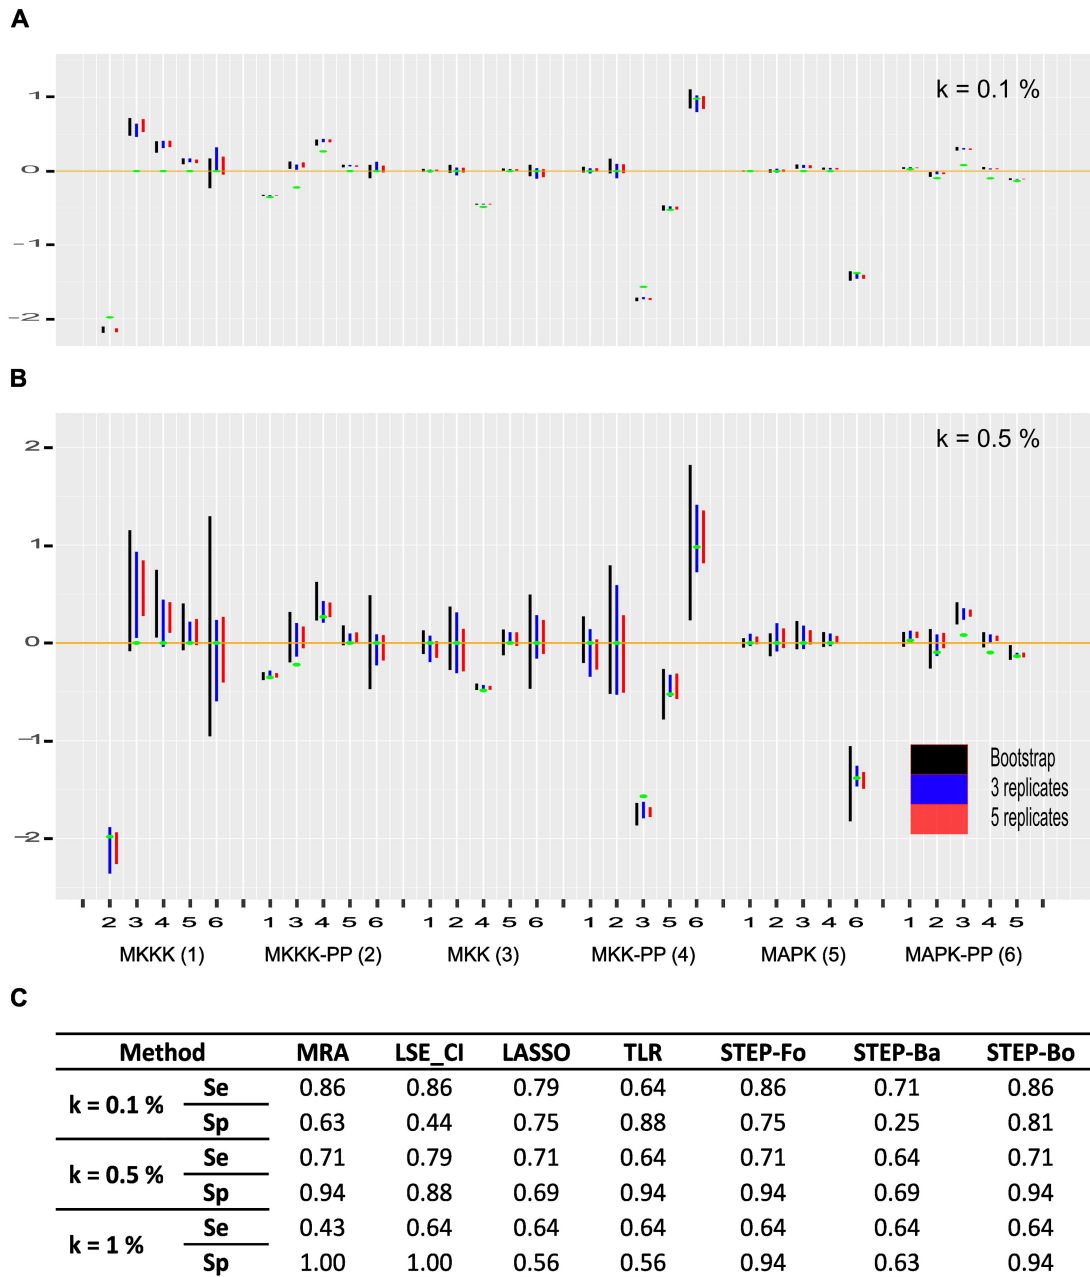 A
k = 0.1 %
1
0
-1
-2
B
k = 0.5 %
2
1
0
-1
-2
Bootstrap
3 replicates
5 replicates
2 3 4 5 6 1 3 4 5 6 1 2 4 5 6 1 2 3 5 6 1 2 3 4 6 1 2 3 4 5
MKKK (1) MKKK-PP (2) MKK (3) MKK-PP (4) MAPK (5) MAPK-PP (6)
C
Method MRA LSE_CI LASSO TLR STEP-Fo STEP-Ba STEP-Bo
k = 0.1 % Se 0.86 0.86 0.79 0.64 0.86 0.71 0.86
Sp 0.63 0.44 0.75 0.88 0.75 0.25 0.81
k = 0.5 % Se 0.71 0.79 0.71 0.64 0.71 0.64 0.71
Sp 0.94 0.88 0.69 0.94 0.94 0.69 0.94
k = 1 % Se 0.43 0.64 0.64 0.64 0.64 0.64 0.64
Sp 1.00 1.00 0.56 0.56 0.94 0.63 0.94